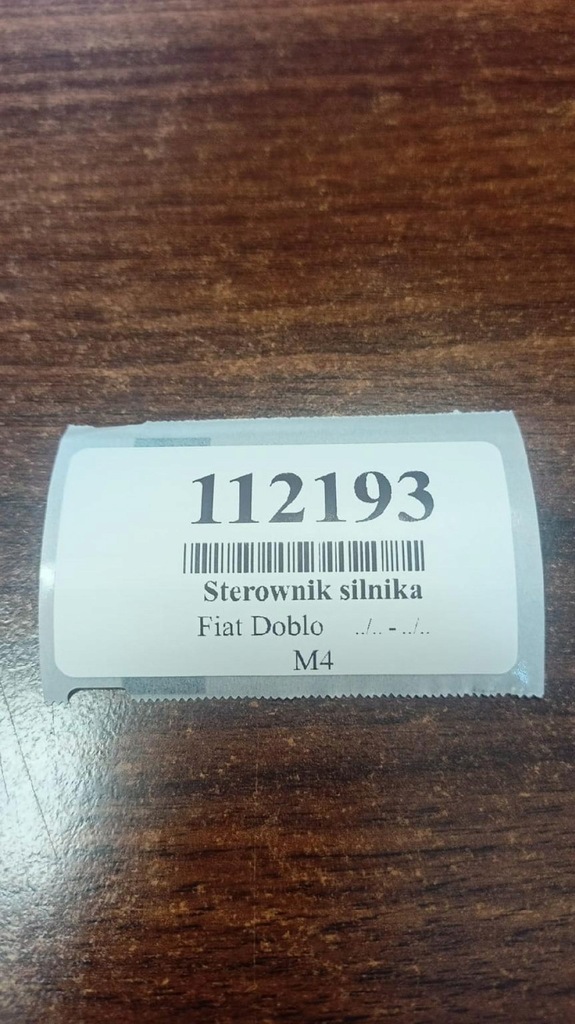 112193
Sterownik silnika
Fiat Doblo ../.. - ../..
M4